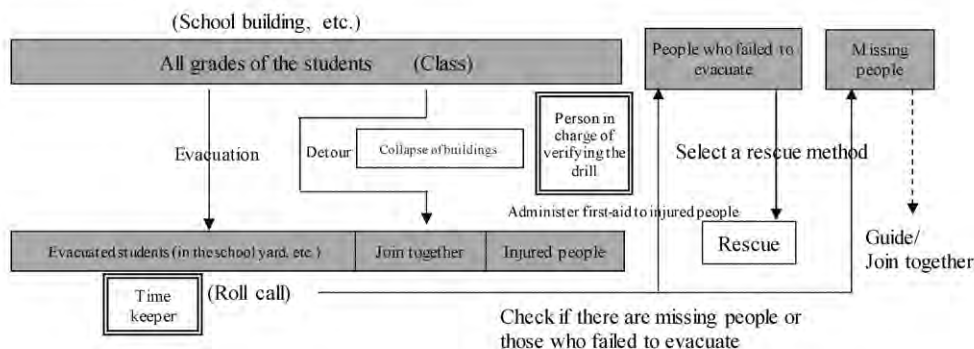 (School building, etc.)
All grades of the students (Class)
People who failed to
evacuate
Missing
people
Evacuation
Detour
Collapse of buildings
Person in
charge of
verifying the
drill
Select a rescue method
Administer first-aid to injured people
Evacuated students (in the school yard, etc.)
Join together
Injured people
Rescue
Guide/
Join together
Time
keeper
(Roll call)
Check if there are missing people or
those who failed to evacuate